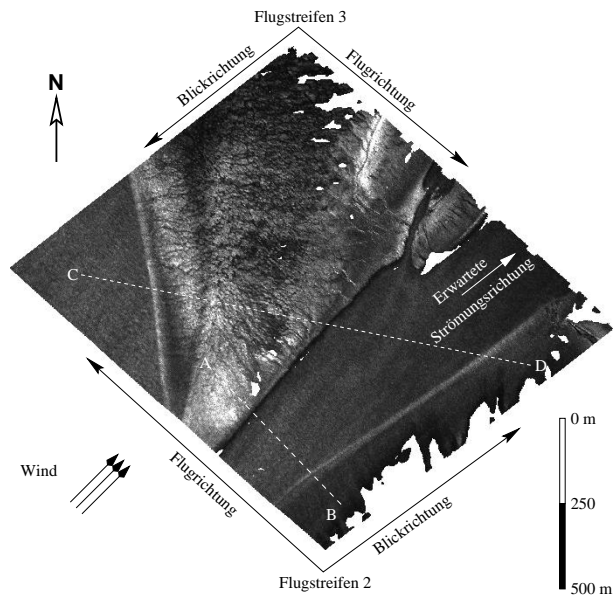 Flugstreifen 3
Blickrichtung
Flugrichtung
N
C
Erwartete
Strömungsrichtung
A
D
0 m
Wind
Flugrichtung
B
Blickrichtung
250
500 m
Flugstreifen 2